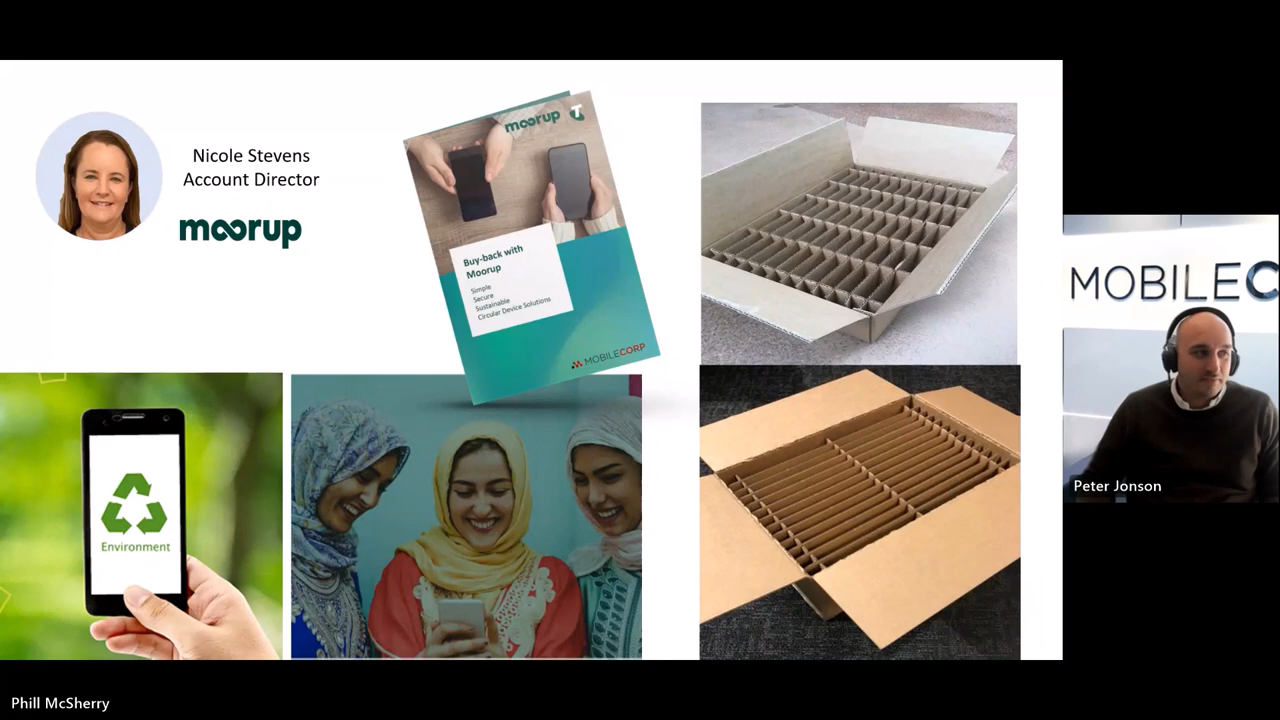 Nicole Stevens
Account Director
moorup
moorup
Buy-back with
Moorup
Simple
Secure
Sustainable
Circular Device Solutions
MOBILECORP
Environment
MOBILEC
Peter Jonson
Phill McSherry